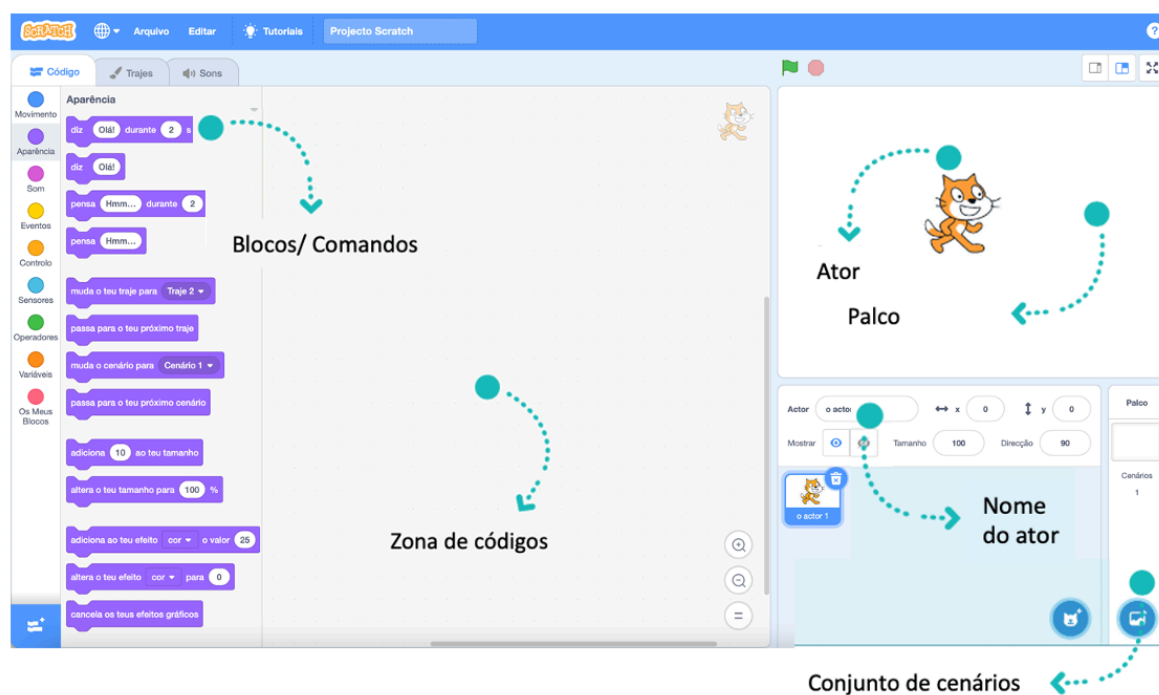 SCRATCH Arquivo Editar Tutoriais Projecto Scratch ?
Código Trajes Sons
Movimento
Aparência
Som
Eventos
Controlo
Sensores
Operadores
Variáveis
Os Meus
Blocos
Aparência
diz Olá! durante 2 s
diz Olá!
pensa Hmm... durante 2
pensa Hmm...
muda o teu traje para Traje 2
passa para o teu próximo traje
muda o cenário para Cenário 1
passa para o teu próximo cenário
adiciona 10 ao teu tamanho
altera o teu tamanho para 100 %
adiciona ao teu efeito cor o valor 25
altera o teu efeito cor para 0
cancela os teus efeitos gráficos
Blocos/ Comandos
Zona de códigos
Ator
Palco
Actor o acto x 0 y 0
Mostrar Tamanho 100 Direcção 90
o actor 1
Nome
do ator
Palco
Cenários
1
Conjunto de cenários